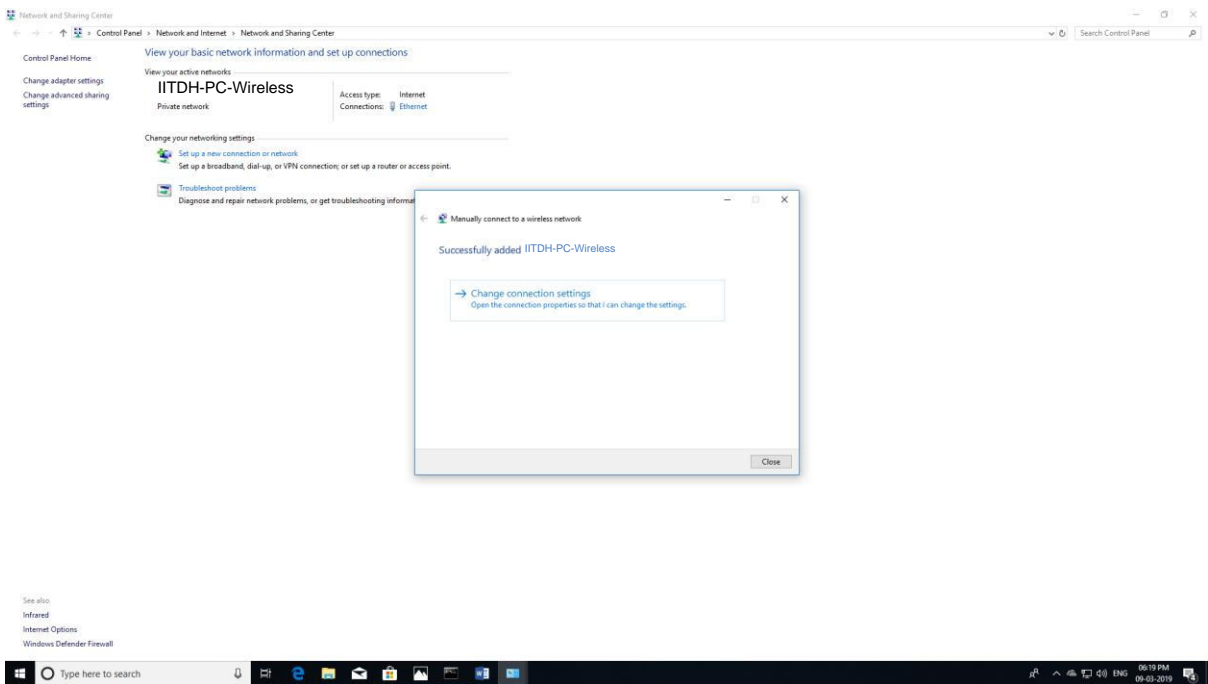 Network and Sharing Center
Control Panel > Network and Internet > Network and Sharing Center
Search Control Panel
Control Panel Home
Change adapter settings
Change advanced sharing
settings
View your basic network information and set up connections
View your active networks
IITDH-PC-Wireless
Private network
Access type: Internet
Connections: Ethernet
Change your networking settings
Set up a new connection or network
Set up a broadband, dial-up, or VPN connection; or set up a router or access point.
Troubleshoot problems
Diagnose and repair network problems, or get troubleshooting
Manually connect to a wireless network
Successfully added IITDH-PC-Wireless
→ Change connection settings
Open the connection properties so that I can change the settings.
Close
See also
Infrared
Internet Options
Windows Defender Firewall
Type here to search
ENG
06:19 PM
09-03-2019